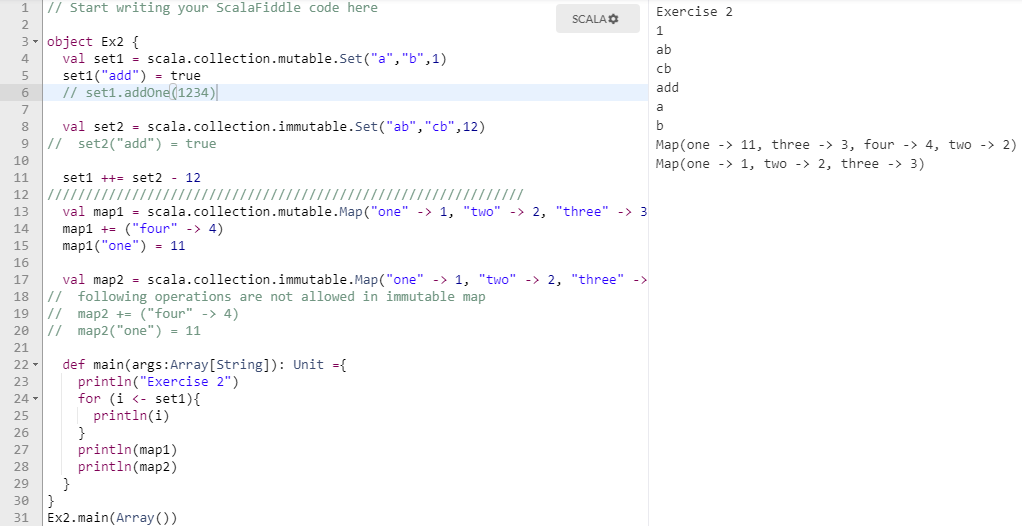 1 // Start writing your ScalaFiddle code here
2
3 object Ex2 {
4 val set1 = scala.collection.mutable.Set("a","b",1)
5 set1("add") = true
6 // set1.addOne(1234)
7
8 val set2 = scala.collection.immutable.Set("ab","cb",12)
9 //  set2("add") = true
10
11 set1 ++= set2 - 12
12 //////////////////////////////////////////////////////////////
13 val map1 = scala.collection.mutable.Map("one" -> 1, "two" -> 2, "three" -> 3
14 map1 += ("four" -> 4)
15 map1("one") = 11
16
17 val map2 = scala.collection.immutable.Map("one" -> 1, "two" -> 2, "three" ->
18 //  following operations are not allowed in immutable map
19 //  map2 += ("four" -> 4)
20 //  map2("one") = 11
21
22 def main(args:Array[String]): Unit ={
23 println("Exercise 2")
24 for (i <- set1){
25 println(i)
26 }
27 println(map1)
28 println(map2)
29 }
30 }
31 Ex2.main(Array())
SCALA
Exercise 2
1
ab
cb
add
a
b
Map(one -> 11, three -> 3, four -> 4, two -> 2)
Map(one -> 1, two -> 2, three -> 3)